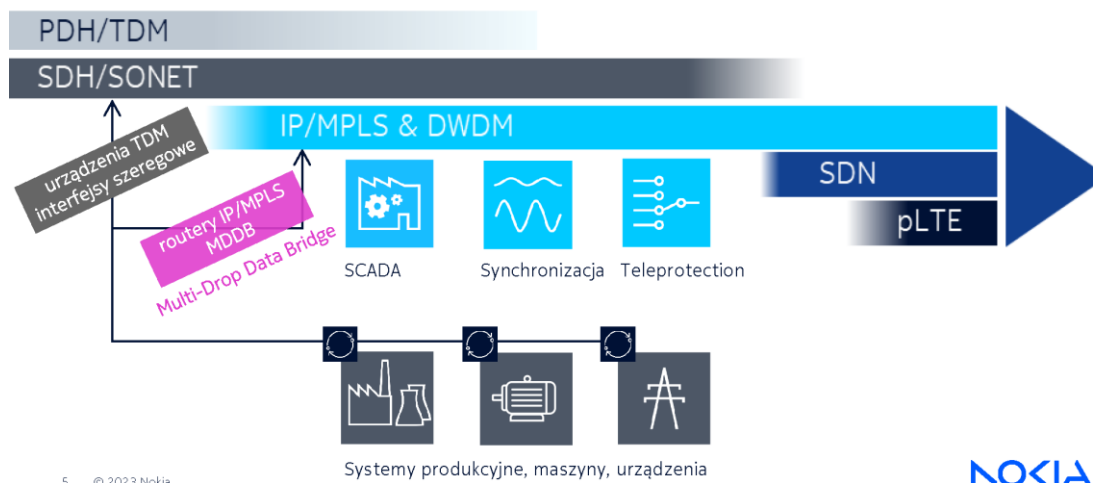 PDH/TDM
SDH/SONET
IP/MPLS & DWDM
urządzenia TDM
interfejsy szeregowe
SDN
routery IP/MPLS
MDDB
Multi-Drop Data Bridge
pLTE
SCADA
Synchronizacja
Teleprotection
Systemy produkcyjne, maszyny, urządzenia
5 © 2023 Nokia
NOKIA